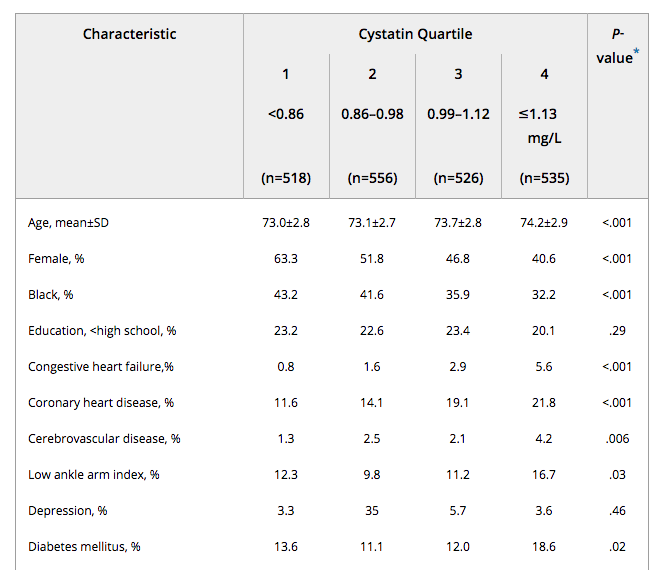 Characteristic Cystatin Quartile P-
value*
1 2 3 4
<0.86 0.86–0.98 0.99–1.12 ≤1.13
mg/L
(n=518) (n=556) (n=526) (n=535)
Age, mean±SD 73.0±2.8 73.1±2.7 73.7±2.8 74.2±2.9 <.001
Female, % 63.3 51.8 46.8 40.6 <.001
Black, % 43.2 41.6 35.9 32.2 <.001
Education, <high school, % 23.2 22.6 23.4 20.1 .29
Congestive heart failure,% 0.8 1.6 2.9 5.6 <.001
Coronary heart disease, % 11.6 14.1 19.1 21.8 <.001
Cerebrovascular disease, % 1.3 2.5 2.1 4.2 .006
Low ankle arm index, % 12.3 9.8 11.2 16.7 .03
Depression, % 3.3 35 5.7 3.6 .46
Diabetes mellitus, % 13.6 11.1 12.0 18.6 .02